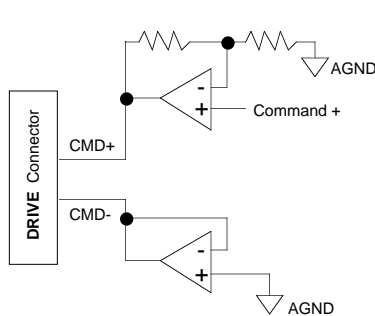 AGND
-
+
Command +
CMD+
DRIVE Connector
CMD-
-
+
AGND